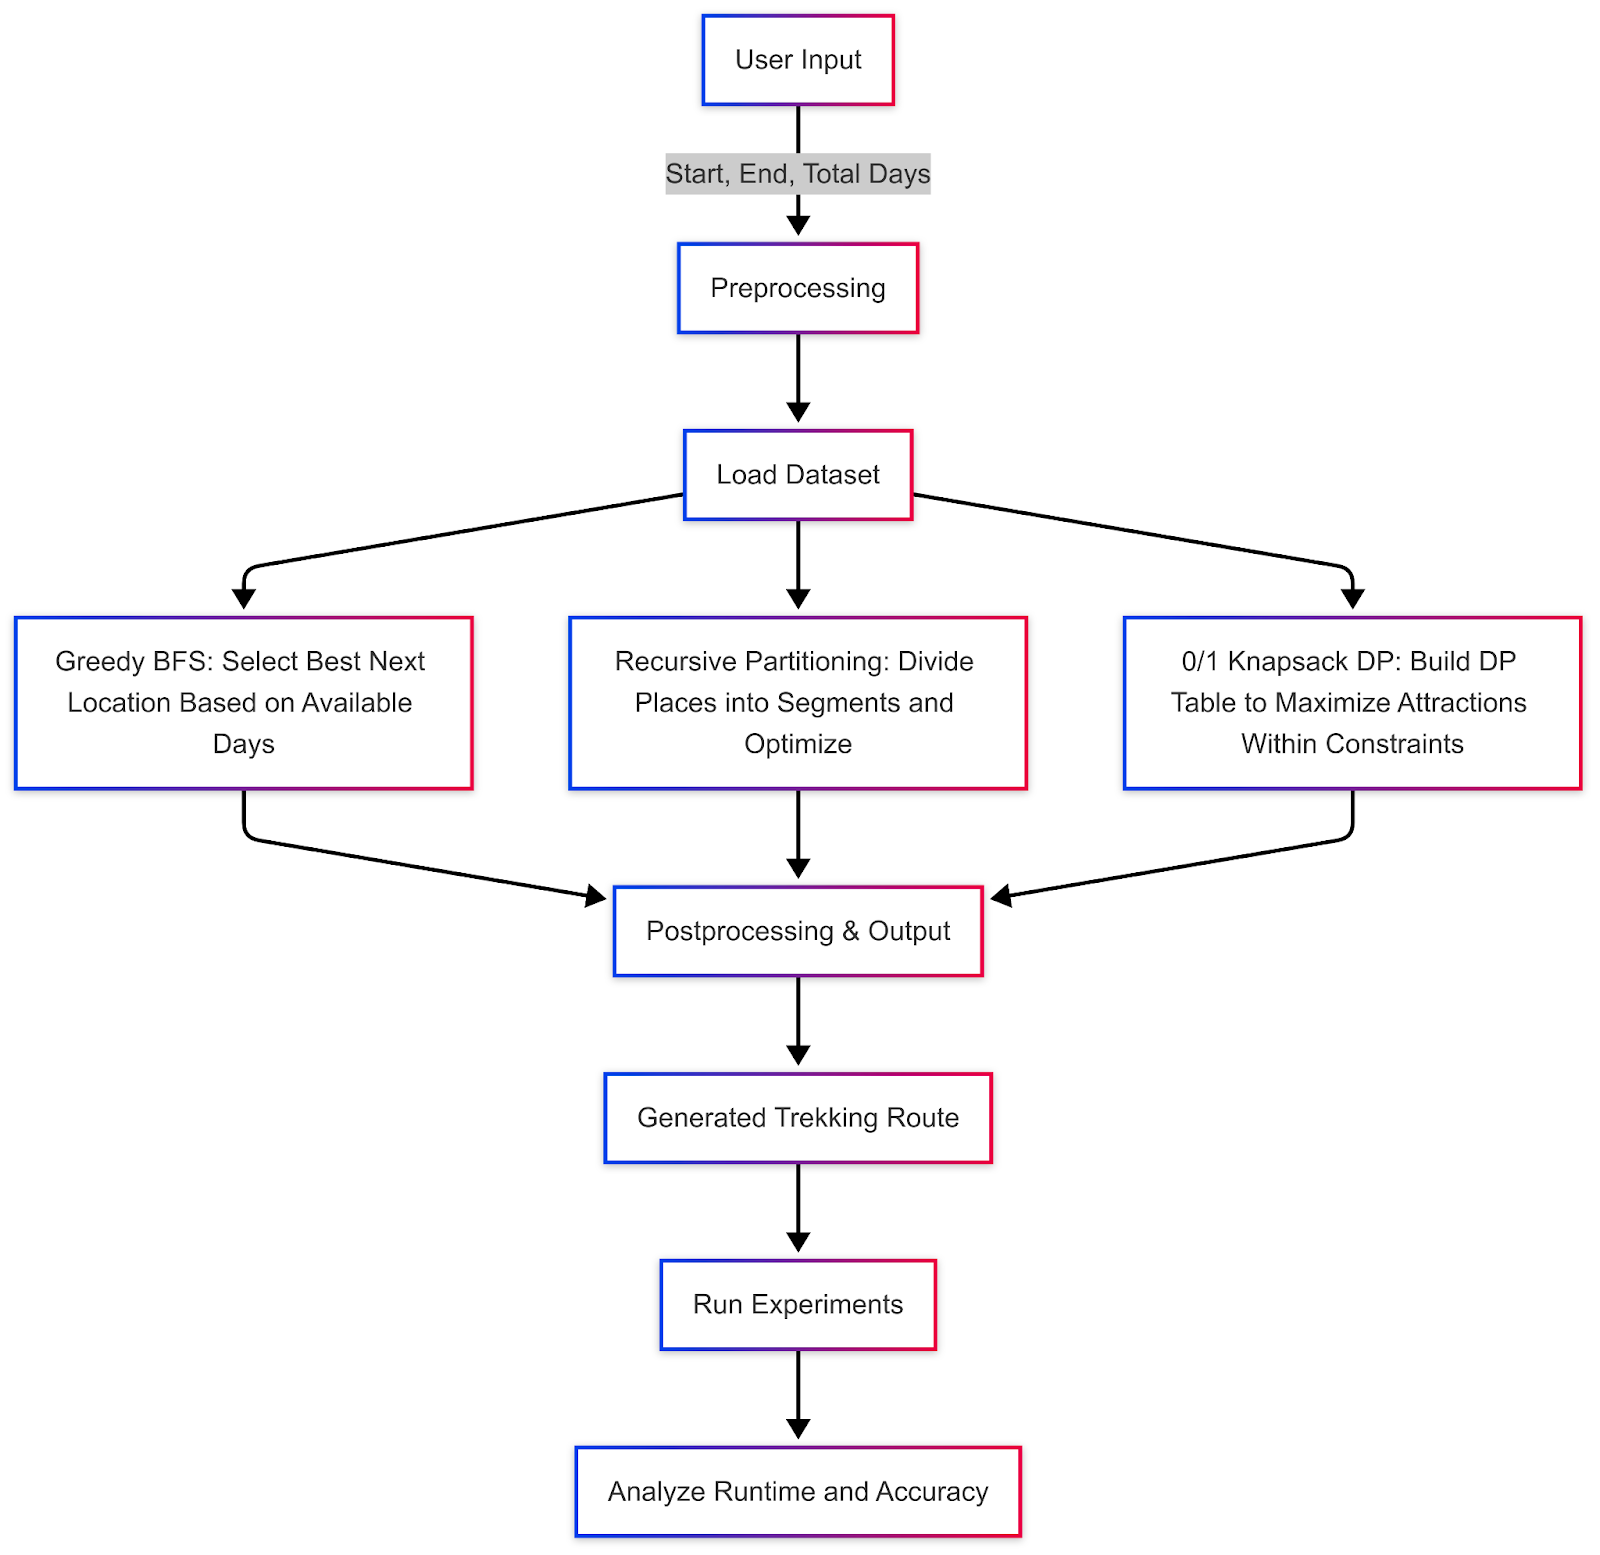 User Input
Start, End, Total Days
Preprocessing
Load Dataset
Greedy BFS: Select Best Next
Location Based on Available
Days
Recursive Partitioning: Divide
Places into Segments and
Optimize
0/1 Knapsack DP: Build DP
Table to Maximize Attractions
Within Constraints
Postprocessing & Output
Generated Trekking Route
Run Experiments
Analyze Runtime and Accuracy